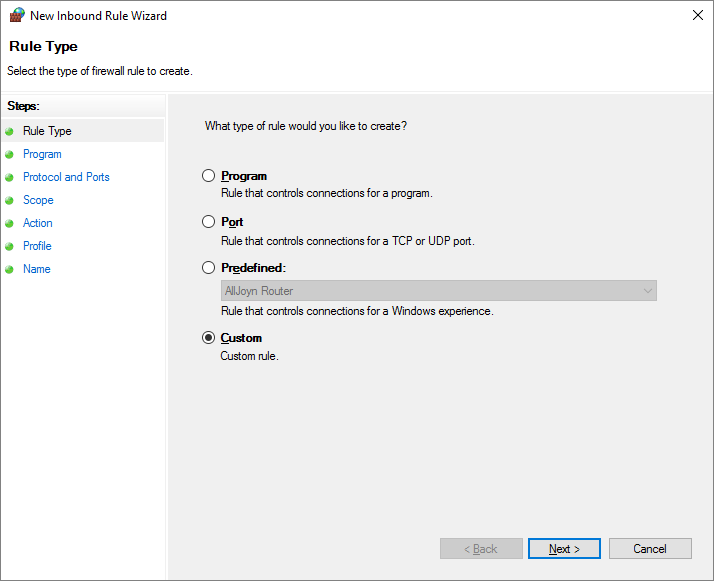 New Inbound Rule Wizard
Rule Type
Select the type of firewall rule to create.
Steps:
Rule Type
Program
Protocol and Ports
Scope
Action
Profile
Name
What type of rule would you like to create?
Program
Rule that controls connections for a program.
Port
Rule that controls connections for a TCP or UDP port.
Predefined:
AllJoyn Router
Rule that controls connections for a Windows experience.
Custom
Custom rule.
< Back
Next >
Cancel